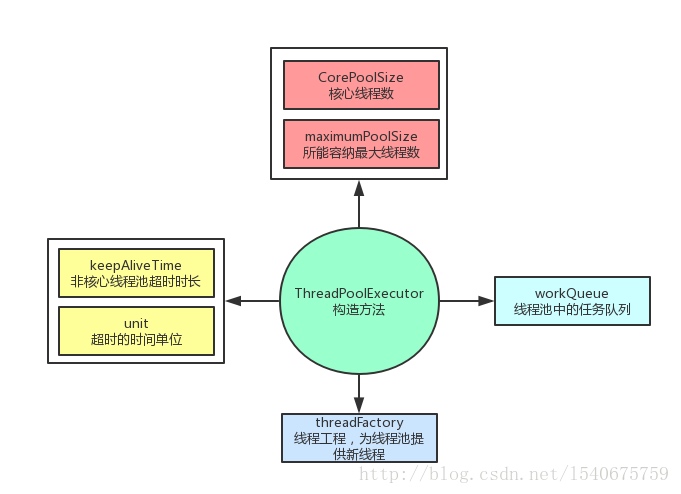 CorePoolSize
核心线程数
maximumPoolSize
所能容纳最大线程数
keepAliveTime
非核心线程池超时时长
unit
超时的时间单位
ThreadPoolExecutor
构造方法
workQueue
线程池中的任务队列
threadFactory
线程工程，为线程池提
供新线程
http://blog.csdn.net/l540675759